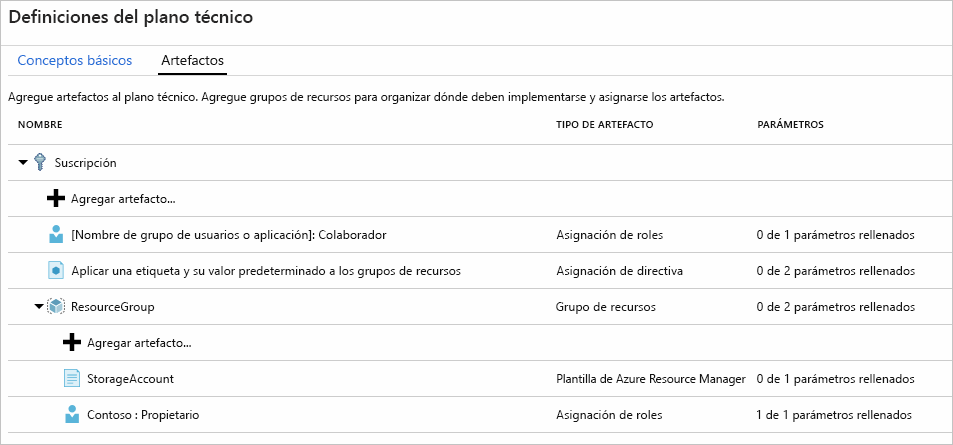 Definiciones del plano técnico
Conceptos básicos Artefactos
Agregue artefactos al plano técnico. Agregue grupos de recursos para organizar dónde deben implementarse y asignarse los artefactos.
NOMBRE TIPO DE ARTEFACTO PARÁMETROS
Suscripción
Agregar artefacto...
[Nombre de grupo de usuarios o aplicación]: Colaborador Asignación de roles 0 de 1 parámetros rellenados
Aplicar una etiqueta y su valor predeterminado a los grupos de recursos Asignación de directiva 0 de 2 parámetros rellenados
ResourceGroup Grupo de recursos 0 de 2 parámetros rellenados
Agregar artefacto...
StorageAccount Plantilla de Azure Resource Manager 0 de 1 parámetros rellenados
Contoso : Propietario Asignación de roles 1 de 1 parámetros rellenados